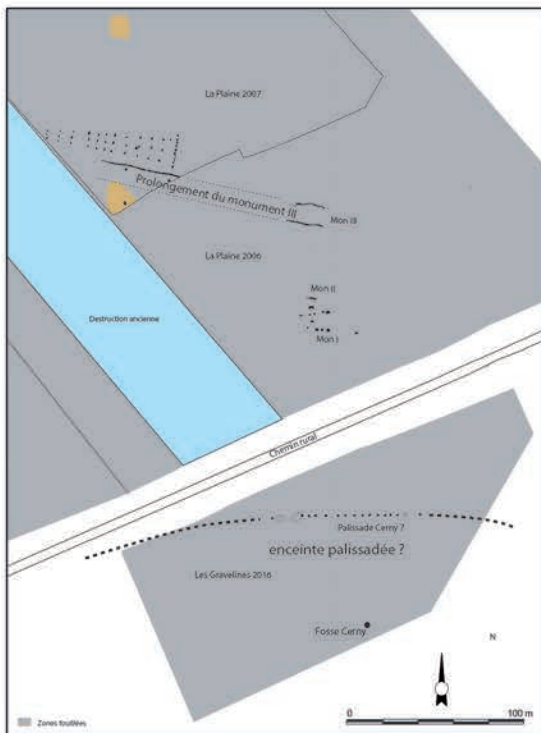 La Plaine 2007
Prolongement du monument III
Mon III
La Plaine 2006
Mon II
Destruction ancienne
Mon I
Chemin rural
Palissade Cerny ?
enceinte palissadée ?
Les Gravelines 2016
Fosse Cerny
N
0 100 m
Zones fouillées